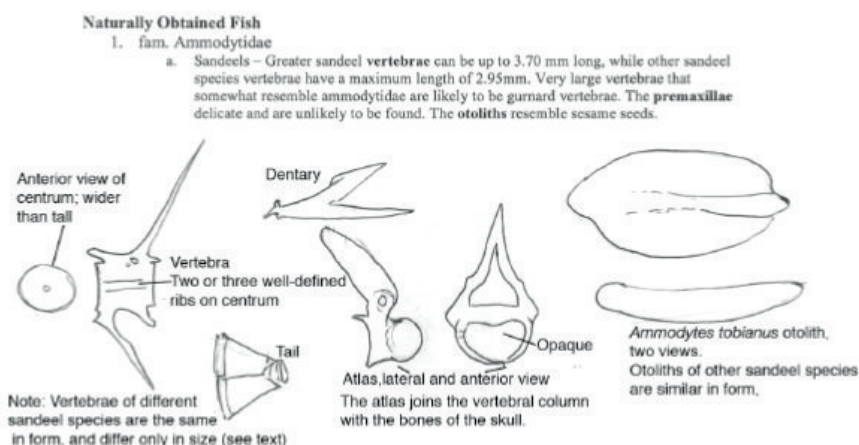 Naturally Obtained Fish
1. fam. Ammodytidae
a. Sandeels – Greater sandeel vertebrae can be up to 3.70 mm long, while other sandeel
species vertebrae have a maximum length of 2.95mm. Very large vertebrae that
somewhat resemble ammodytidae are likely to be gurnard vertebrae. The premaxillae
delicate and are unlikely to be found. The otoliths resemble sesame seeds.
Anterior view of
centrum; wider
than tall
Dentary
Vertebra
Two or three well-defined
ribs on centrum
Tail
Opaque
Atlas,lateral and anterior view
The atlas joins the vertebral column
with the bones of the skull.
Ammodytes tobianus otolith,
two views.
Otoliths of other sandeel species
are similar in form,
Note: Vertebrae of different
sandeel species are the same
in form, and differ only in size (see text)